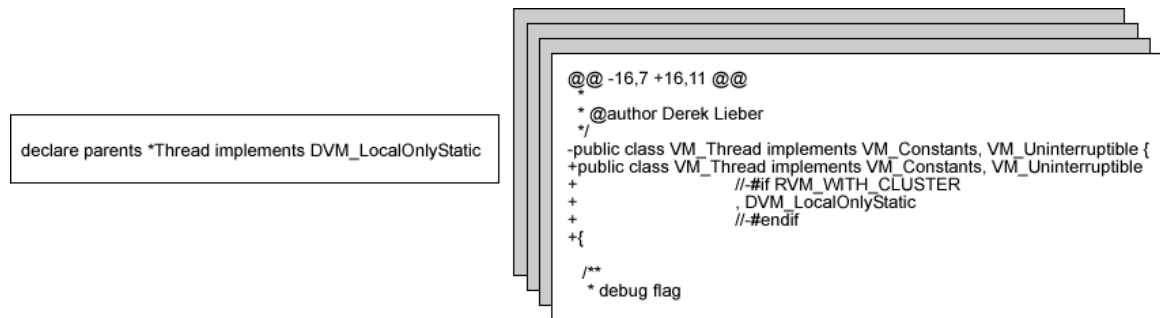 declare parents *Thread implements DVM_LocalOnlyStatic
@@ -16,7 +16,11 @@
*
* @author Derek Lieber
*/
-public class VM_Thread implements VM_Constants, VM_Uninterruptible {
+public class VM_Thread implements VM_Constants, VM_Uninterruptible
+ //-#if RVM_WITH_CLUSTER
+ , DVM_LocalOnlyStatic
+ //-#endif
+{
/**
* debug flag